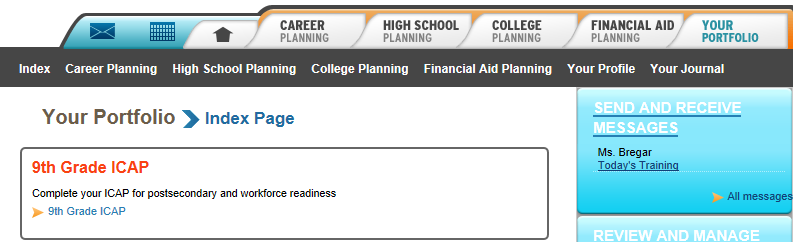 CAREER PLANNING
HIGH SCHOOL PLANNING
COLLEGE PLANNING
FINANCIAL AID PLANNING
YOUR PORTFOLIO
Index Career Planning High School Planning College Planning Financial Aid Planning Your Profile Your Journal
Your Portfolio Index Page
9th Grade ICAP
Complete your ICAP for postsecondary and workforce readiness
9th Grade ICAP
SEND AND RECEIVE
MESSAGES
Ms. Bregar
Today's Training
All messages
REVIEW AND MANAGE